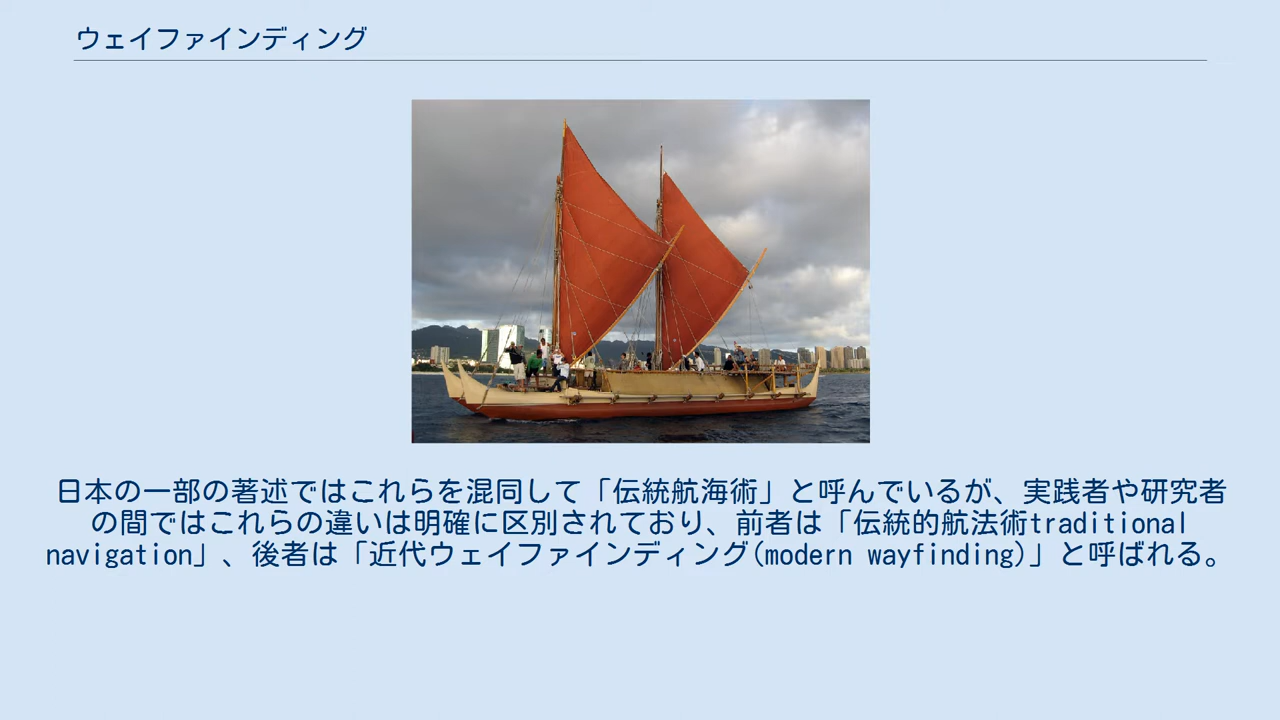 ウェイファインディング
日本の一部の著述ではこれらを混同して「伝統航海術」と呼んでいるが、実践者や研究者
の間ではこれらの違いは明確に区別されており、前者は「伝統的航法術traditional
navigation」、後者は「近代ウェイファインディング(modern wayfinding)」と呼ばれる。